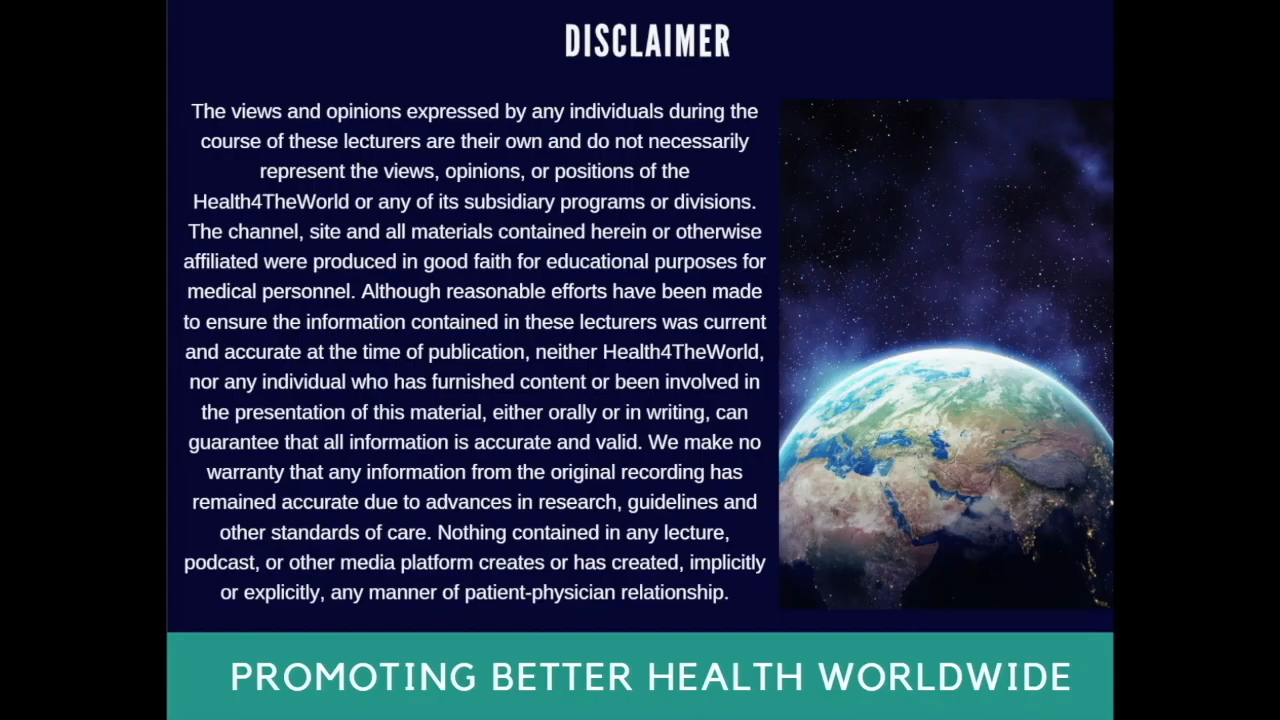 DISCLAIMER
The views and opinions expressed by any individuals during the
course of these lecturers are their own and do not necessarily
represent the views, opinions, or positions of the
Health4TheWorld or any of its subsidiary programs or divisions.
The channel, site and all materials contained herein or otherwise
affiliated were produced in good faith for educational purposes for
medical personnel. Although reasonable efforts have been made
to ensure the information contained in these lecturers was current
and accurate at the time of publication, neither Health4TheWorld,
nor any individual who has furnished content or been involved in
the presentation of this material, either orally or in writing, can
guarantee that all information is accurate and valid. We make no
warranty that any information from the original recording has
remained accurate due to advances in research, guidelines and
other standards of care. Nothing contained in any lecture,
podcast, or other media platform creates or has created, implicitly
or explicitly, any manner of patient-physician relationship.
PROMOTING BETTER HEALTH WORLDWIDE